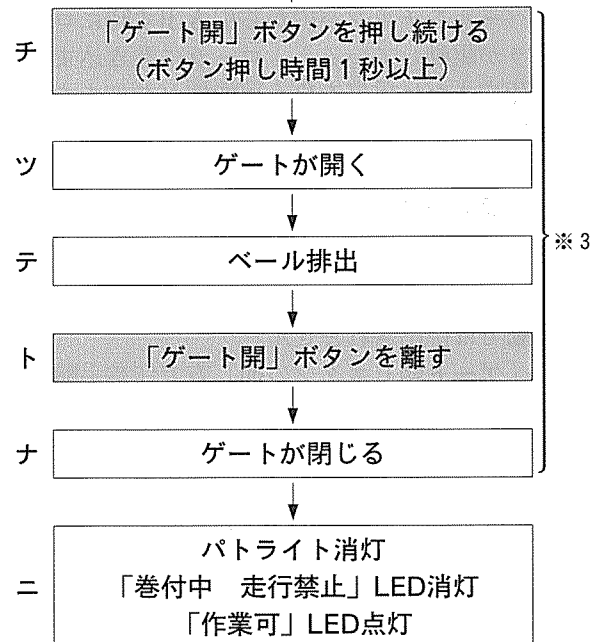 チ 「ゲート開」ボタンを押し続ける
(ボタン押し時間1秒以上)
ツ ゲートが開く
※3
テ ベール排出
ト 「ゲート開」ボタンを離す
ナ ゲートが閉じる
パトライト消灯
ニ 「巻付中 走行禁止」LED消灯
「作業可」LED点灯